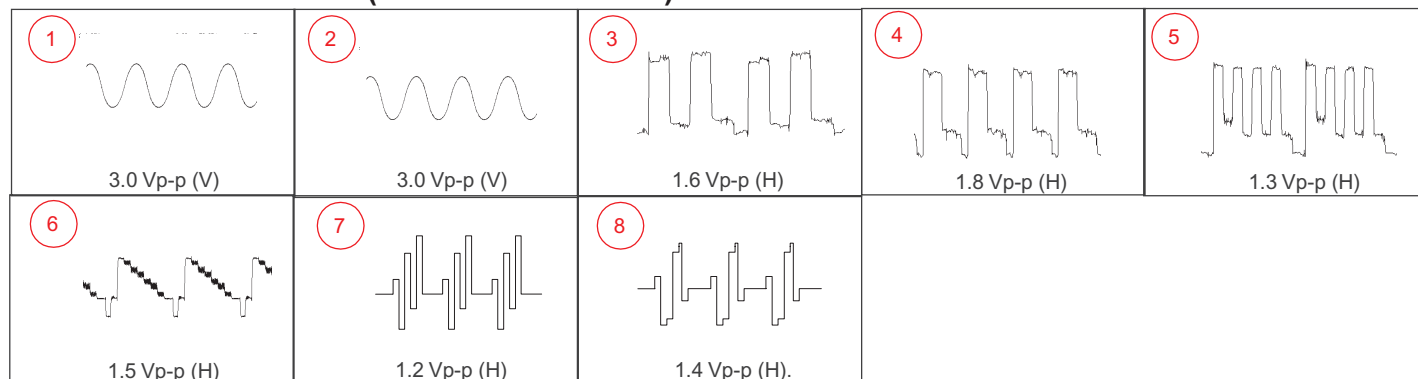 (
1 2 3 4 5
3.0 Vp-p (V) 3.0 Vp-p (V) 1.6 Vp-p (H) 1.8 Vp-p (H) 1.3 Vp-p (H)
6 7 8
1.5 Vp-p (H) 1.2 Vp-p (H) 1.4 Vp-p (H).